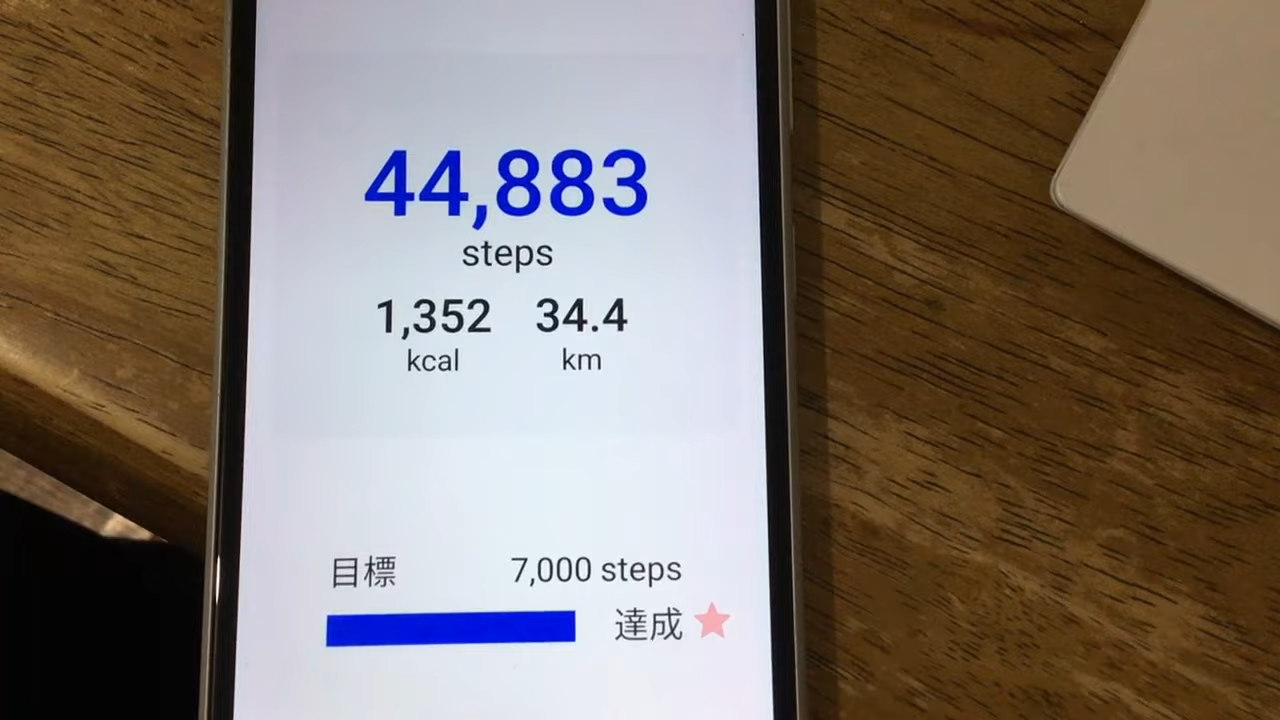 44,883
steps
1,352 34.4
kcal km
目標 7,000 steps
達成